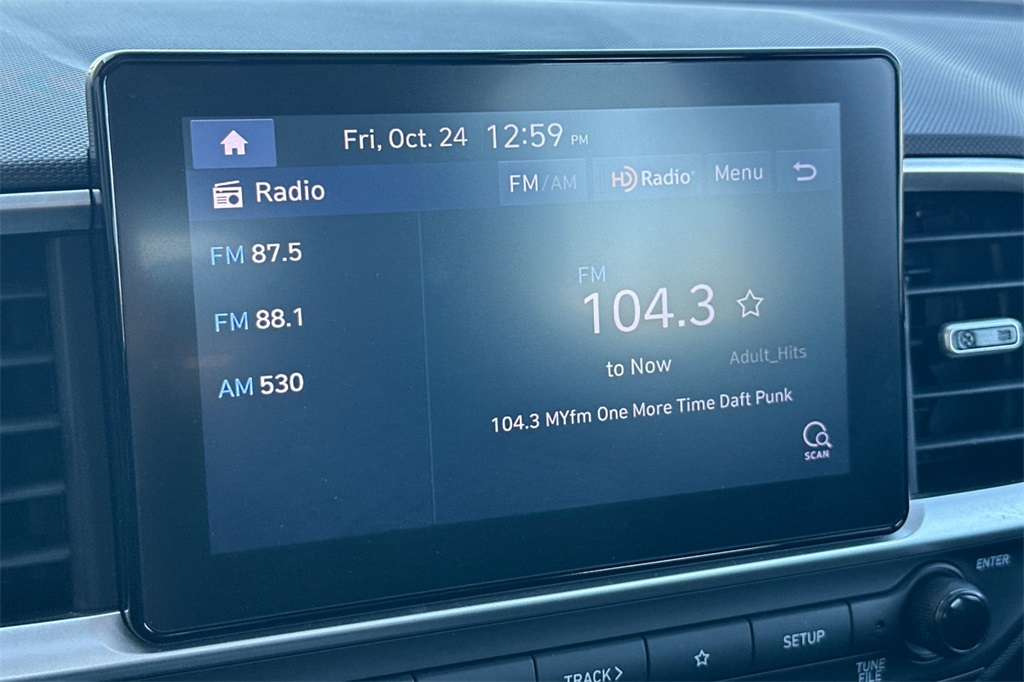 Fri, Oct. 24 12:59 PM
Radio FM/AM HD Radio Menu
FM 87.5
FM 88.1
AM 530
FM
104.3
to Now Adult_Hits
104.3 MYfm One More Time Daft Punk
SCAN
ENTER
TRACK > SETUP
TUNE
FILE